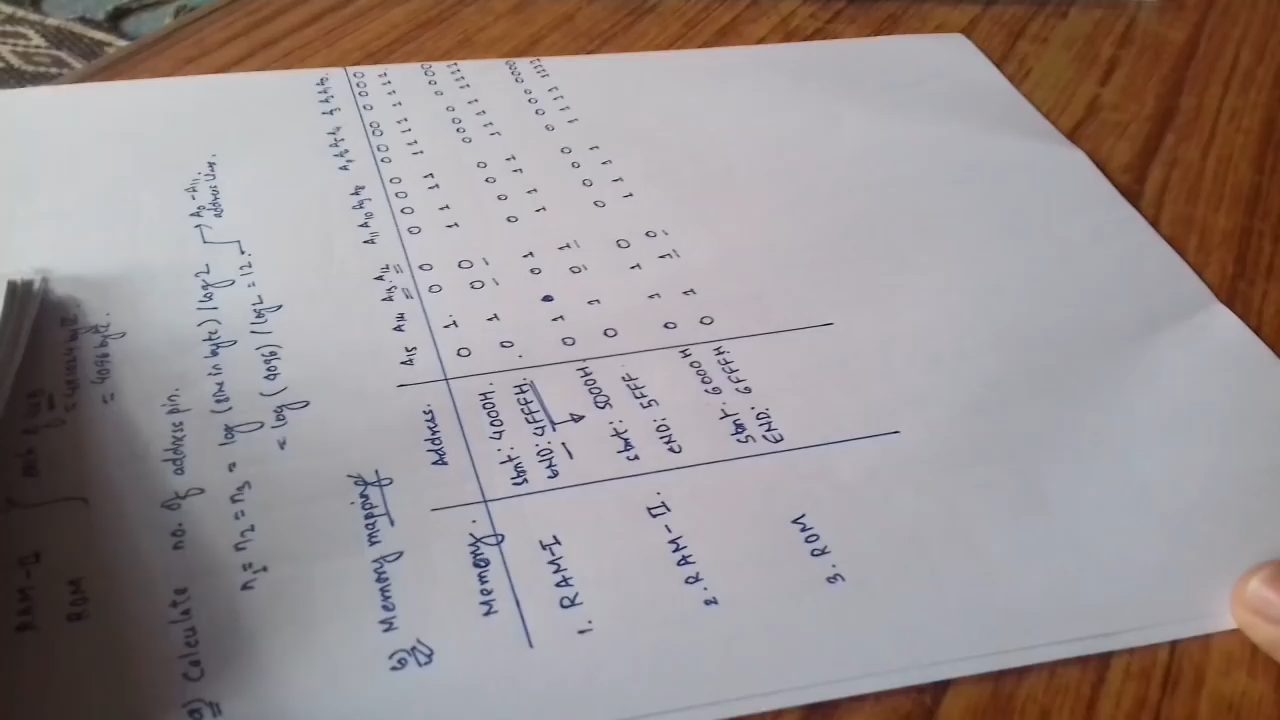 RAM-II
ROM
= 4096 byte.
a) Calculate no. of address pin.
n1 = n2 = n3 = log (size in byte) / log 2
= log (4096) / log 2 = 12.
→ A0 - A11.
address lines.
b) Memory mapping
Memory. Address. A15 A14 A13 A12 A11 A10 A9 A8 A7 A6 A5 A4 A3 A2 A1 A0.
1. RAM-I Start: 4000H. 0 1. 0 0 0 0 0 0 0 0 0 0 0 0 0 0
END: 4FFFH. 0 1 0 0 1 1 1 1 1 1 1 1 1 1 1 1.
2. RAM-II. Start: 5000H. 0 1 0 1 0 0 0 0 0 0 0 0 0 0 0 0
END: 5FFF. 0 1 0 1 1 1 1 1 1 1 1 1 1 1 1 1
3. ROM Start: 6000H 0 1 1 0 0 0 0 0 0 0 0 0 0 0 0 0
END: 6FFFH 0 1 1 0 1 1 1 1 1 1 1 1 1 1 1 1